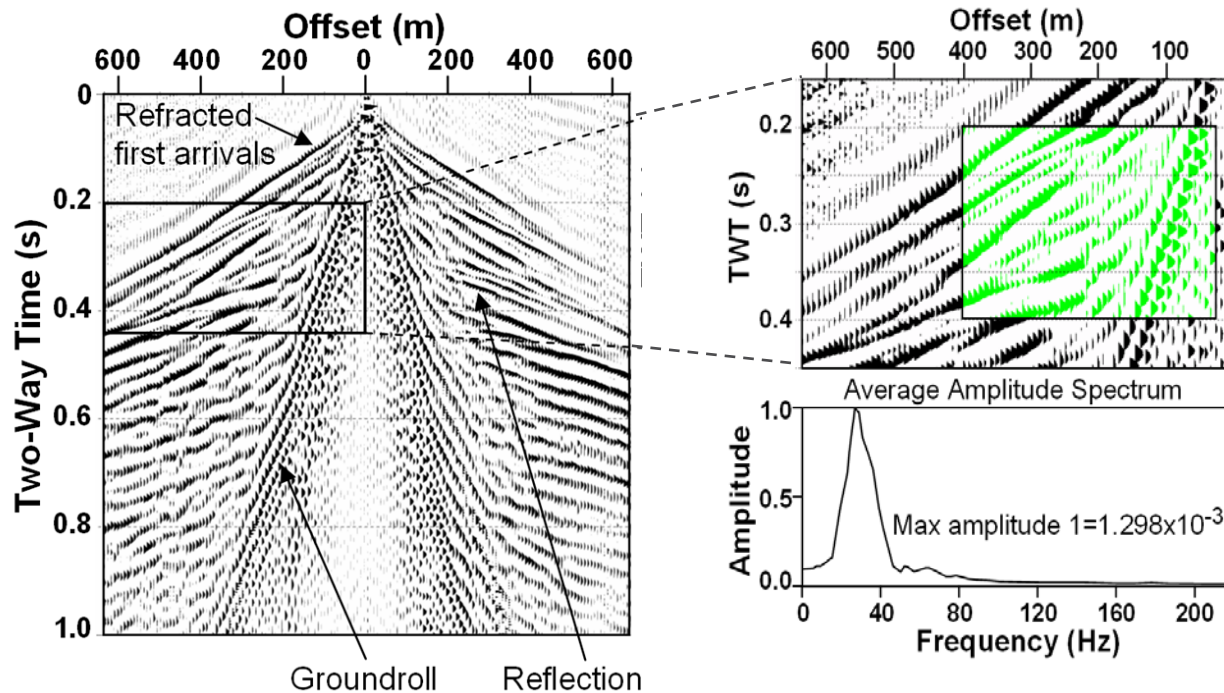 Offset (m)
600 400 200 0 200 400 600
0
0.2
0.4
0.6
0.8
1.0
Two-Way Time (s)
Refracted
first arrivals
Groundroll
Reflection
Offset (m)
600 500 400 300 200 100
0.2
0.3
0.4
TWT (s)
Average Amplitude Spectrum
1.0
0.5
0.0
Amplitude
Max amplitude 1=1.298x10-3
0 40 80 120 160 200
Frequency (Hz)